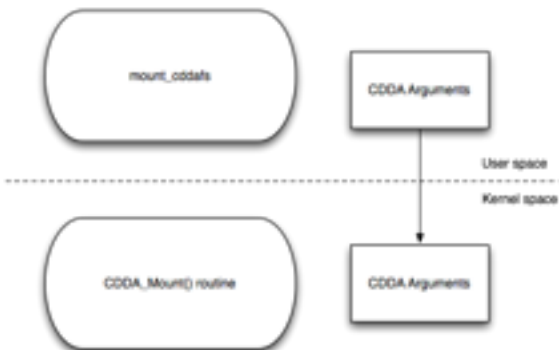 mount_cddafs
CDDA Arguments
User space
Kernel space
CDDA_Mount() routine
CDDA Arguments